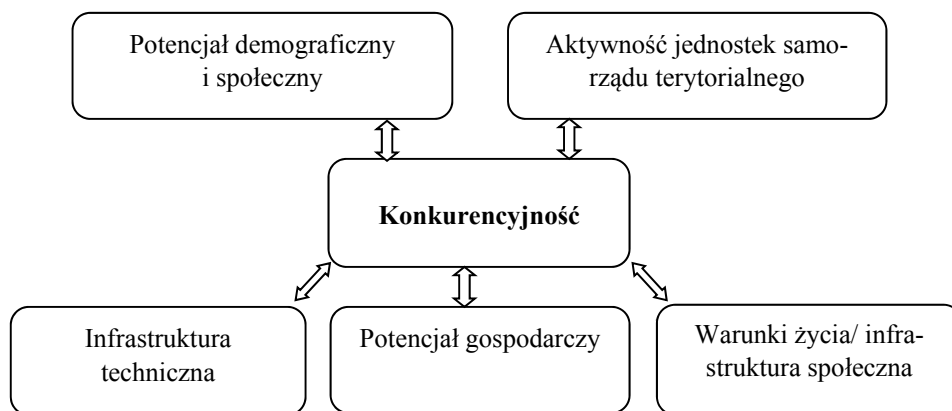 Potencjał demograficzny
i społeczny
Aktywność jednostek samo-
rządu terytorialnego
Konkurencyjność
Infrastruktura
techniczna
Potencjał gospodarczy
Warunki życia/ infra-
struktura społeczna